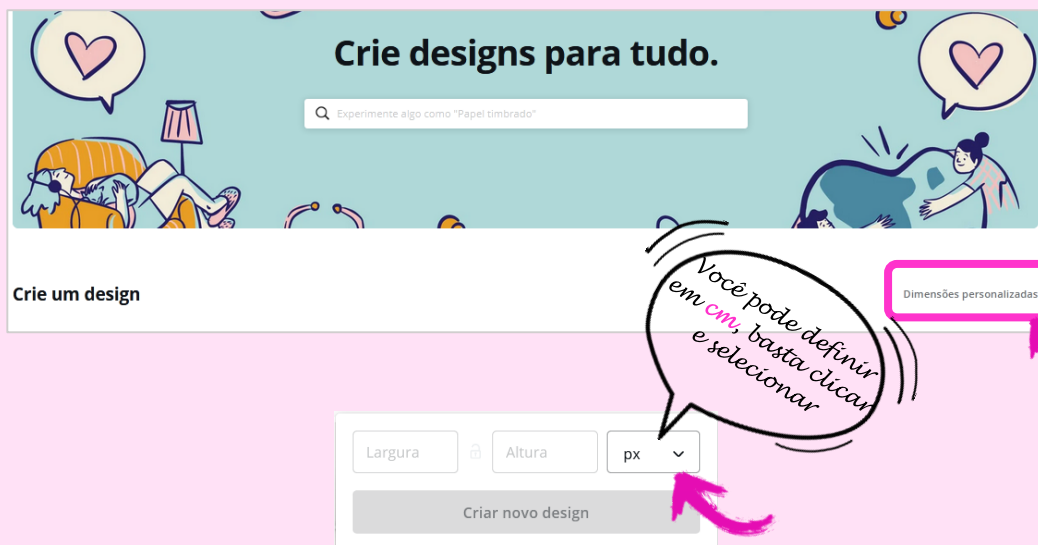 Crie designs para tudo.
Experimente algo como "Papel timbrado"
Crie um design
Dimensões personalizadas
Você pode definir
em cm, basta clicar
e selecionar
Largura
Altura
px
Criar novo design